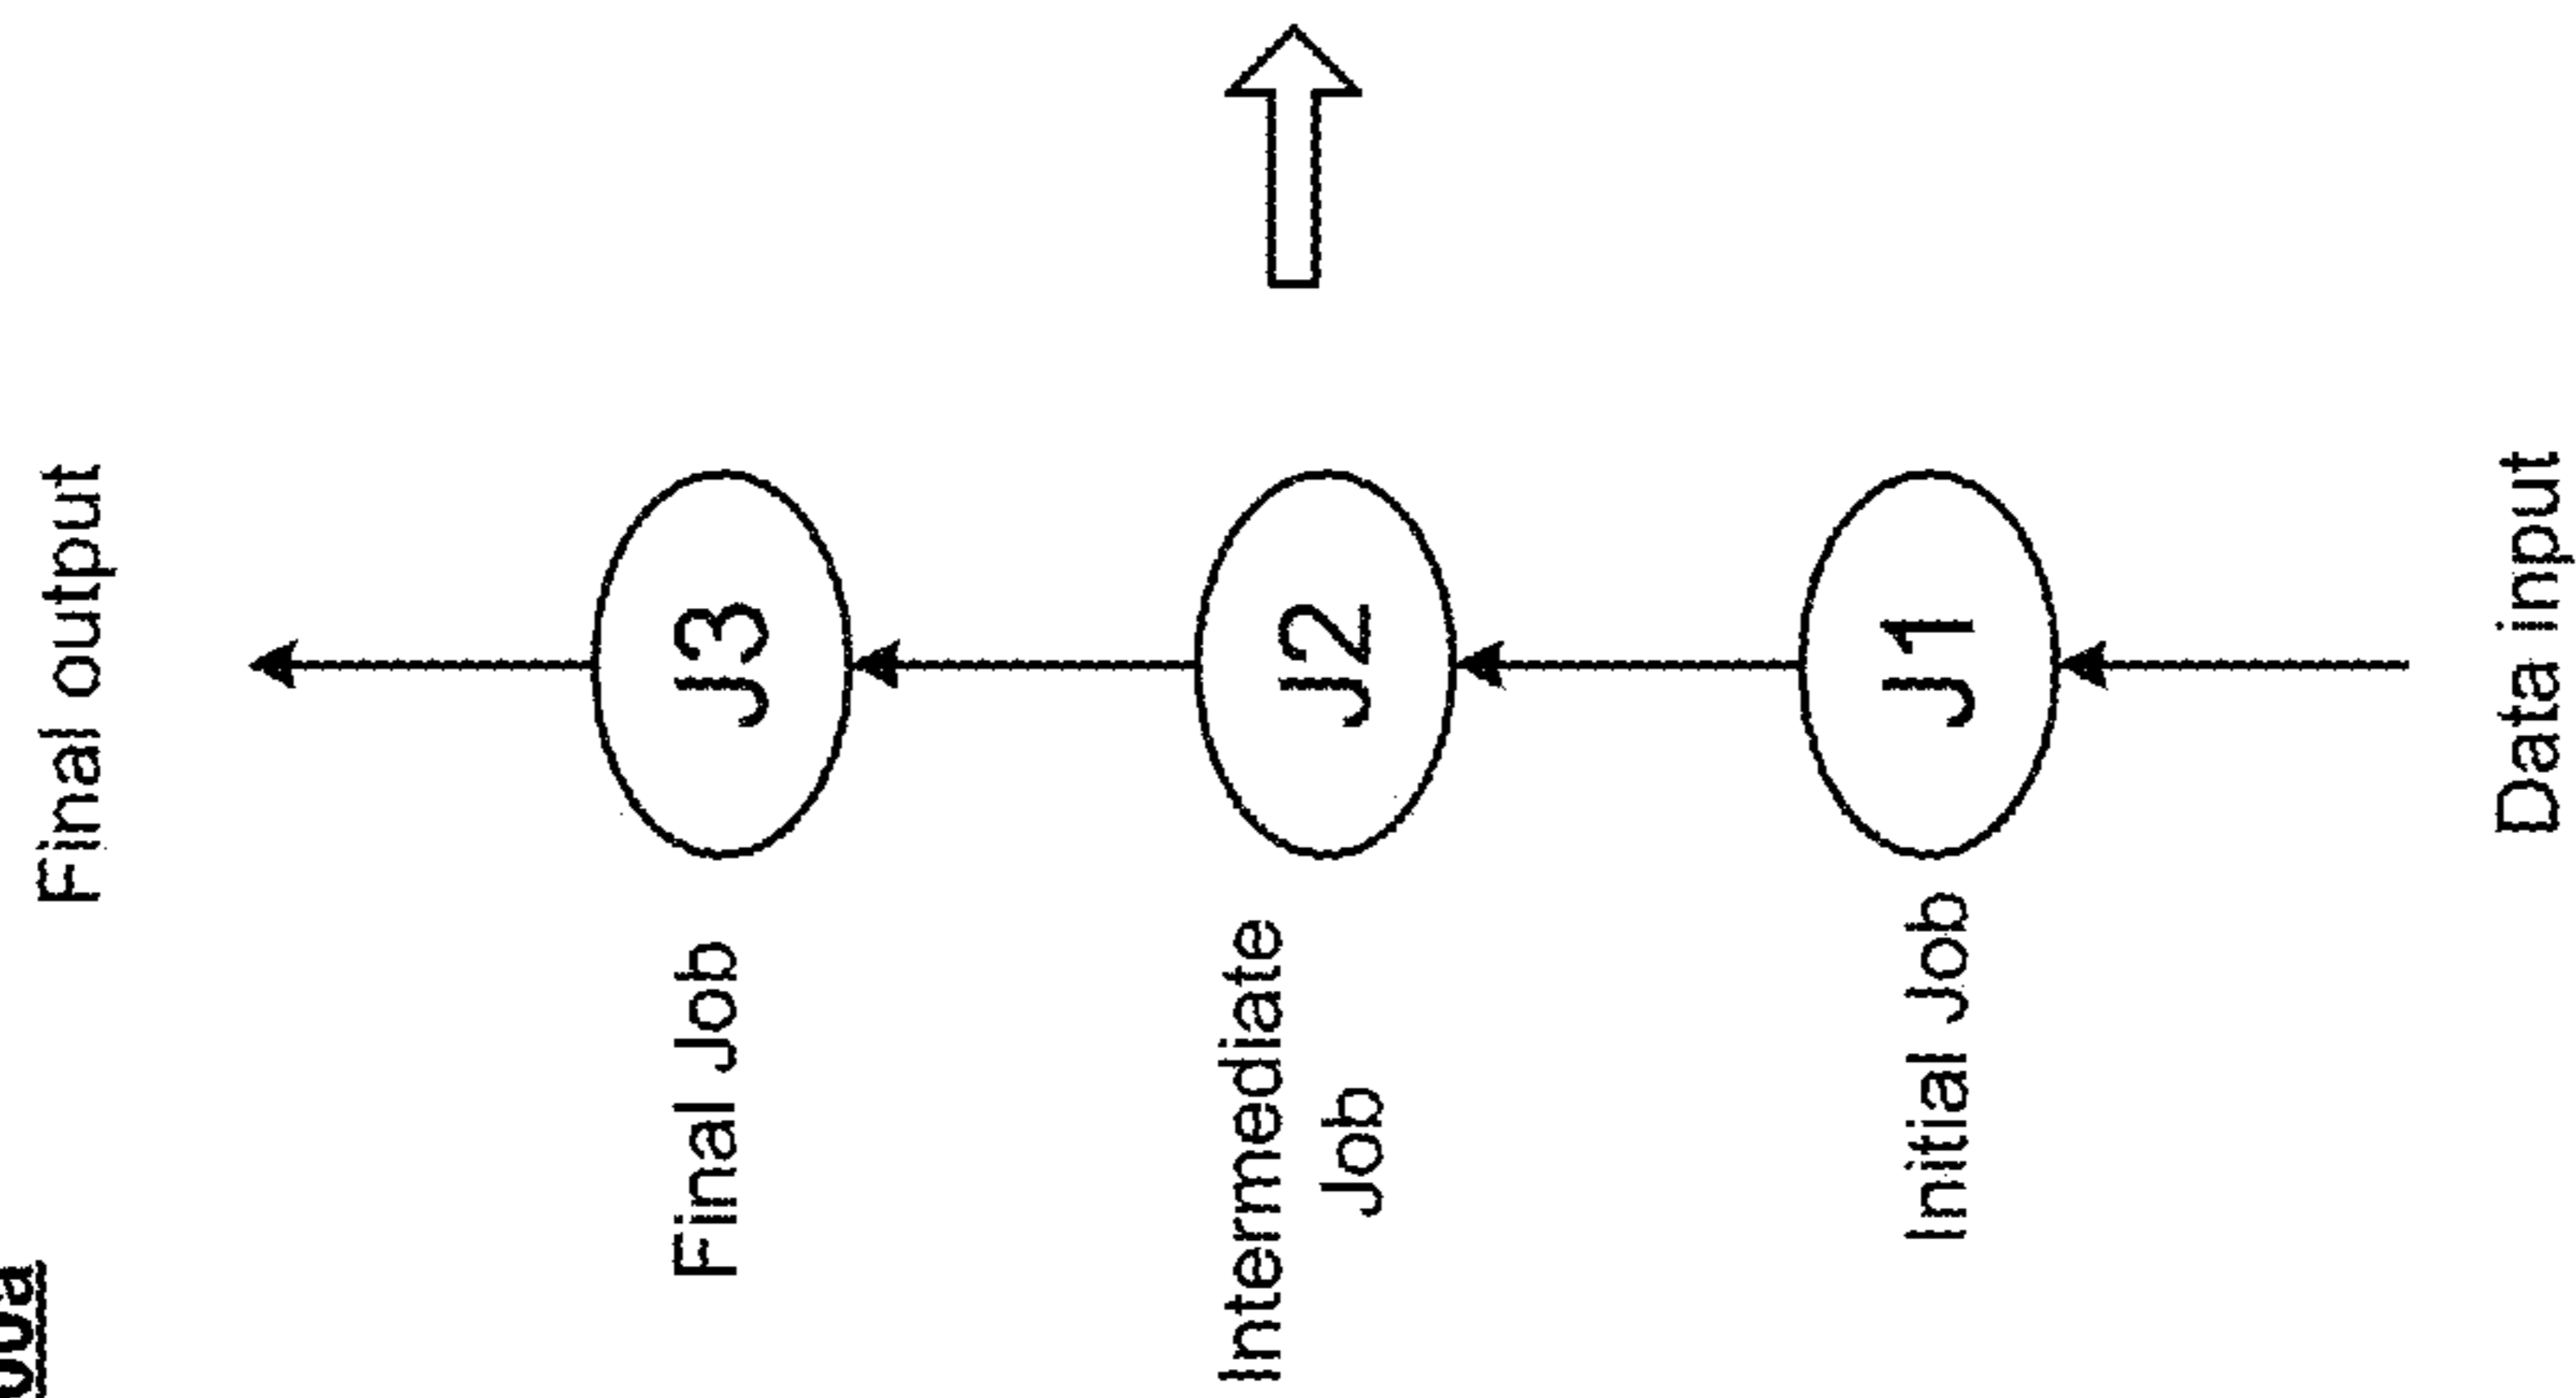 Final output
Final Job
J3
Intermediate
Job
J2
Initial Job
J1
Data input